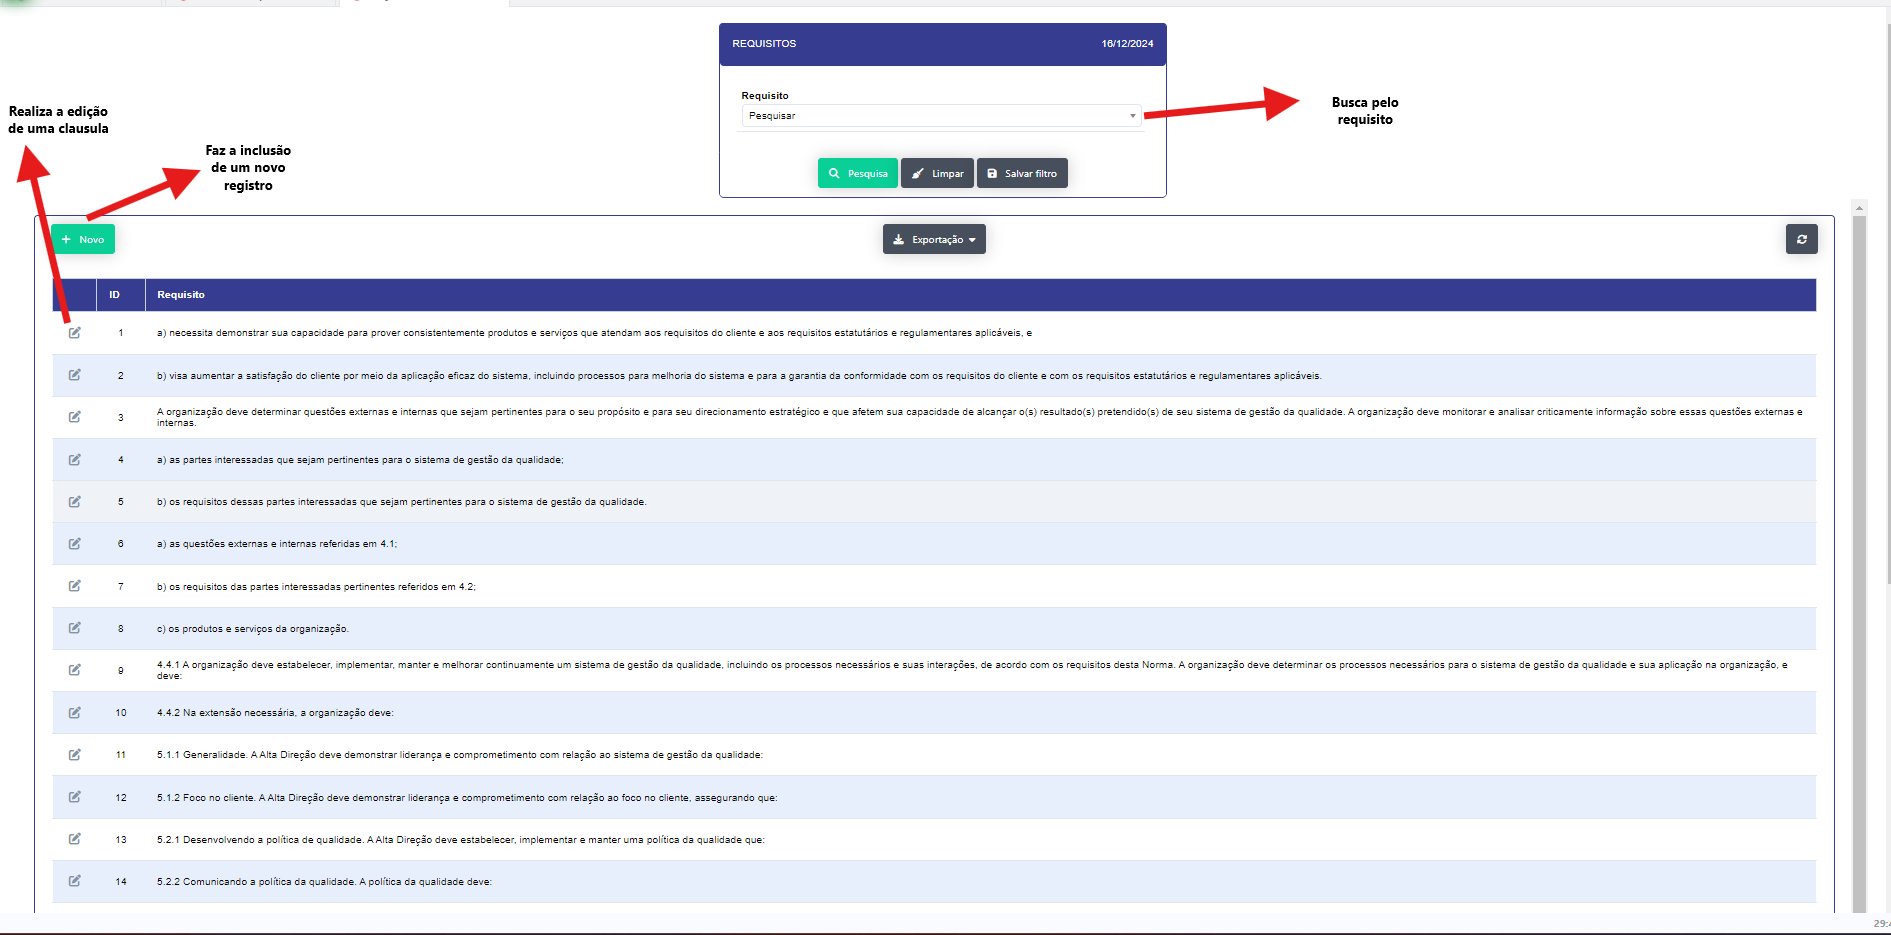 REQUISITOS 16/12/2024
Requisito
Pesquisar
Busca pelo
requisito
Realiza a edição
de uma clausula
Faz a inclusão
de um novo
registro
Pesquisa Limpar Salvar filtro
Novo Exportação
ID Requisito
1 a) necessita demonstrar sua capacidade para prover consistentemente produtos e serviços que atendam aos requisitos do cliente e aos requisitos estatutários e regulamentares aplicáveis, e
2 b) visa aumentar a satisfação do cliente por meio da aplicação eficaz do sistema, incluindo processos para melhoria do sistema e para a garantia da conformidade com os requisitos do cliente e com os requisitos estatutários e regulamentares aplicáveis.
3 A organização deve determinar questões externas e internas que sejam pertinentes para o seu propósito e para seu direcionamento estratégico e que afetem sua capacidade de alcançar o(s) resultado(s) pretendido(s) de seu sistema de gestão da qualidade. A organização deve monitorar e analisar criticamente informação sobre essas questões externas e
internas.
4 a) as partes interessadas que sejam pertinentes para o sistema de gestão da qualidade;
5 b) os requisitos dessas partes interessadas que sejam pertinentes para o sistema de gestão da qualidade.
6 a) as questões externas e internas referidas em 4.1;
7 b) os requisitos das partes interessadas pertinentes referidos em 4.2;
8 c) os produtos e serviços da organização.
9 4.4.1 A organização deve estabelecer, implementar, manter e melhorar continuamente um sistema de gestão da qualidade, incluindo os processos necessários e suas interações, de acordo com os requisitos desta Norma. A organização deve determinar os processos necessários para o sistema de gestão da qualidade e sua aplicação na organização, e
deve:
10 4.4.2 Na extensão necessária, a organização deve:
11 5.1.1 Generalidade. A Alta Direção deve demonstrar liderança e comprometimento com relação ao sistema de gestão da qualidade:
12 5.1.2 Foco no cliente. A Alta Direção deve demonstrar liderança e comprometimento com relação ao foco no cliente, assegurando que:
13 5.2.1 Desenvolvendo a política de qualidade. A Alta Direção deve estabelecer, implementar e manter uma política da qualidade que:
14 5.2.2 Comunicando a política da qualidade. A política da qualidade deve: